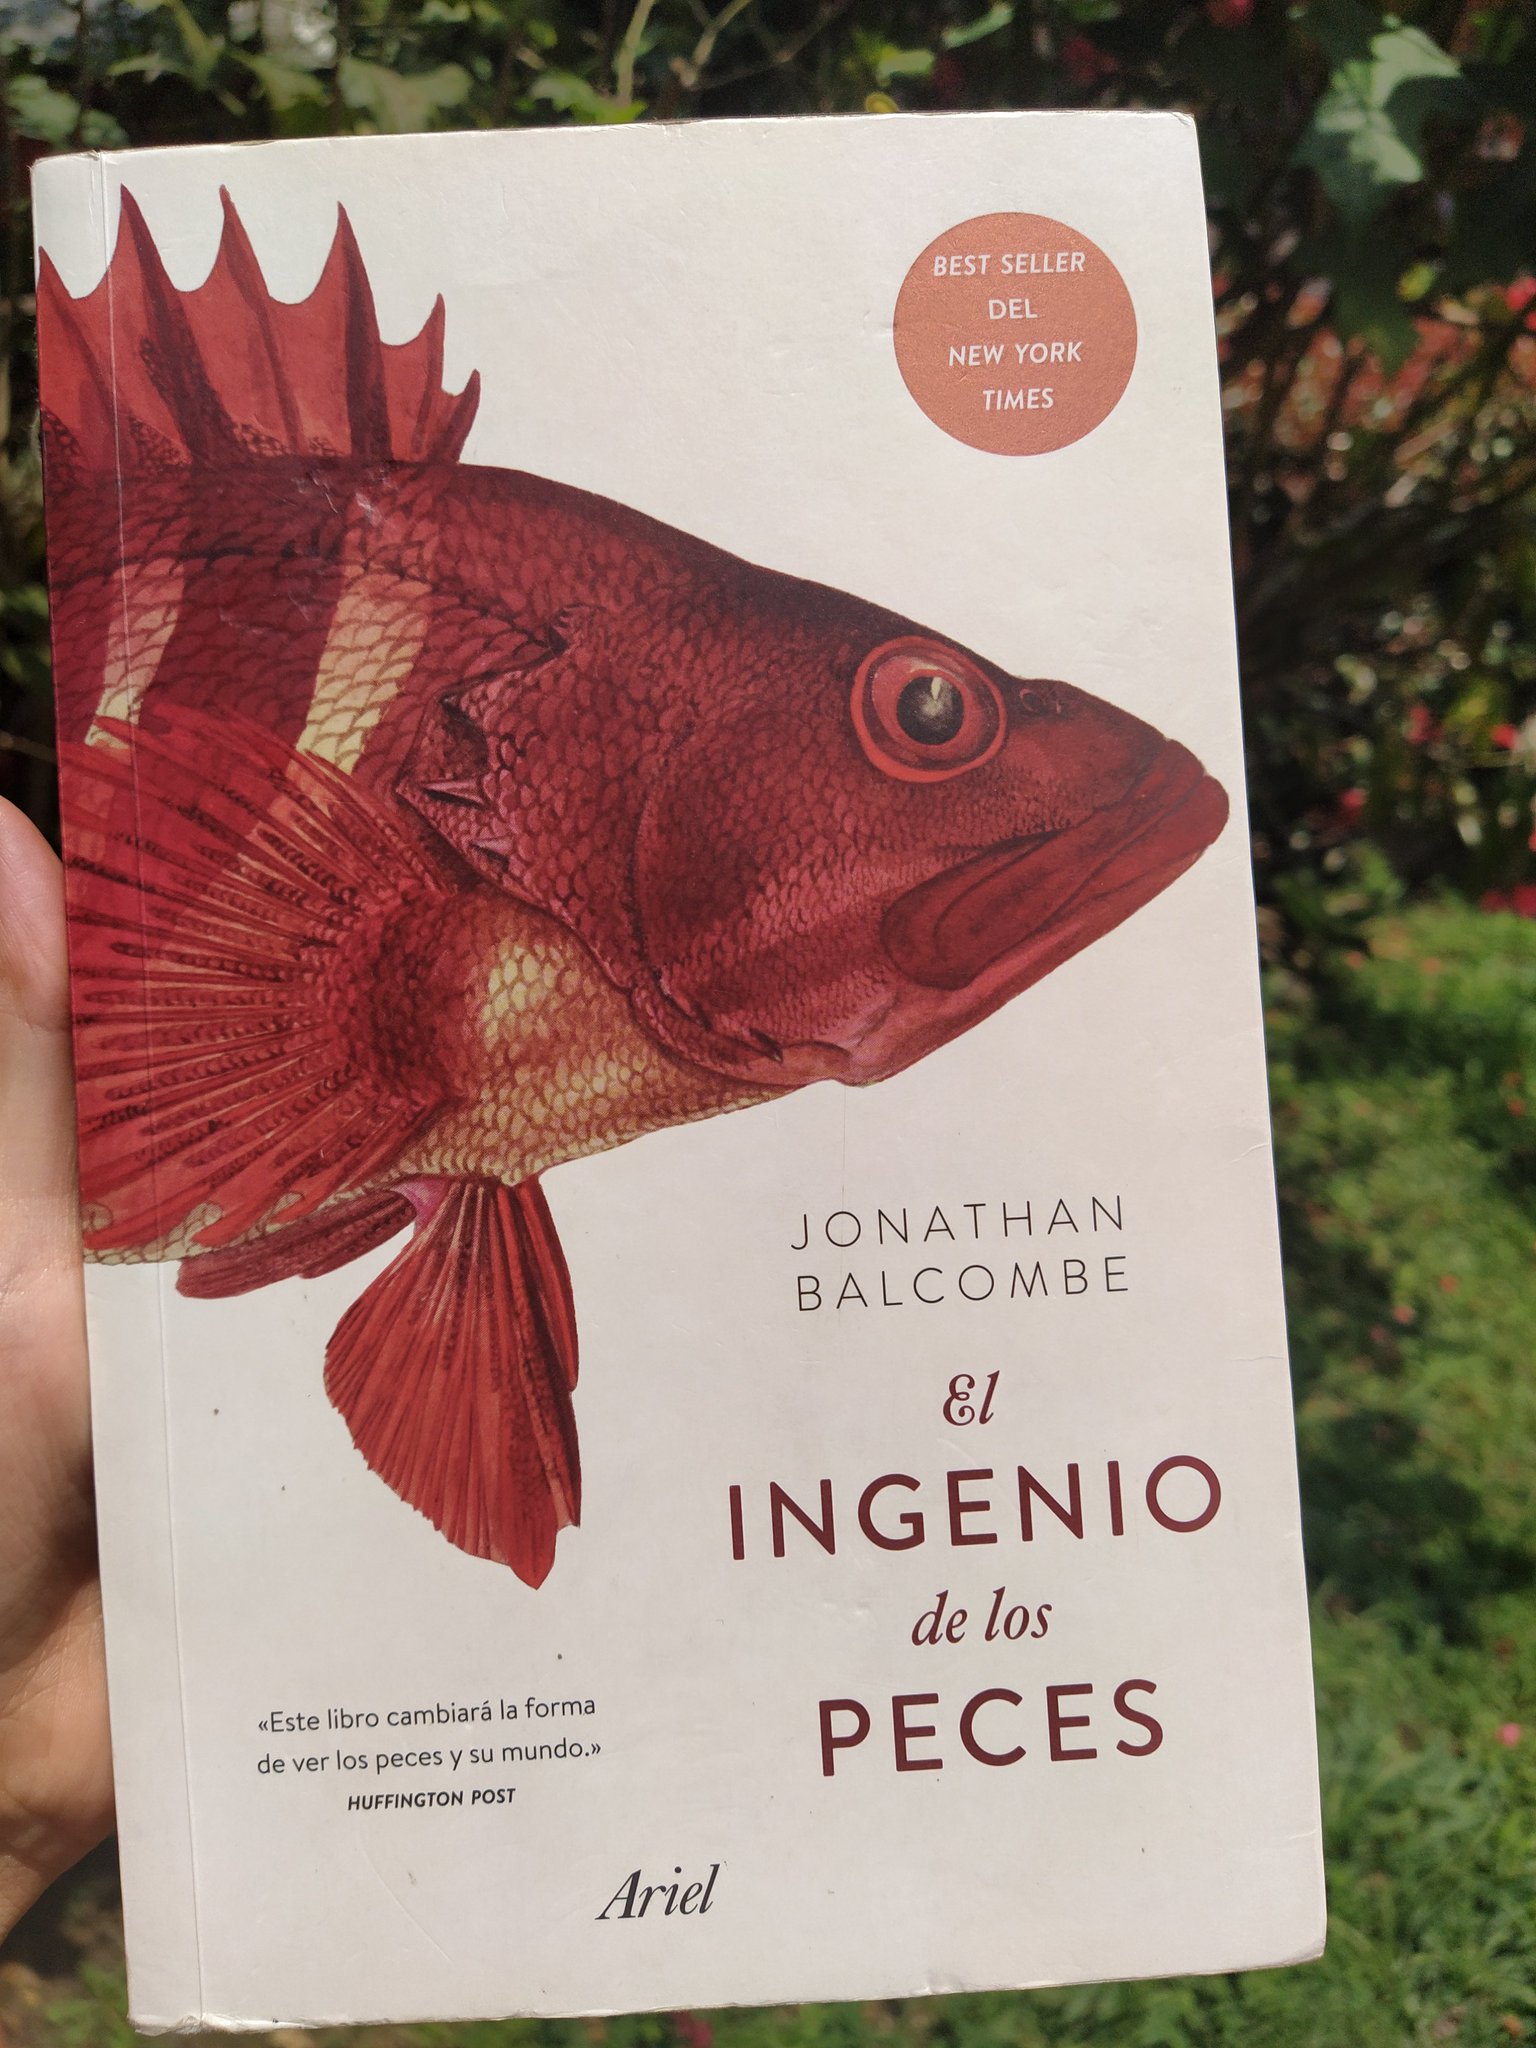 BEST SELLER
DEL
NEW YORK
TIMES
JONATHAN
BALCOMBE
El
INGENIO
de los
PECES
«Este libro cambiará la forma
de ver los peces y su mundo.»
HUFFINGTON POST
Ariel